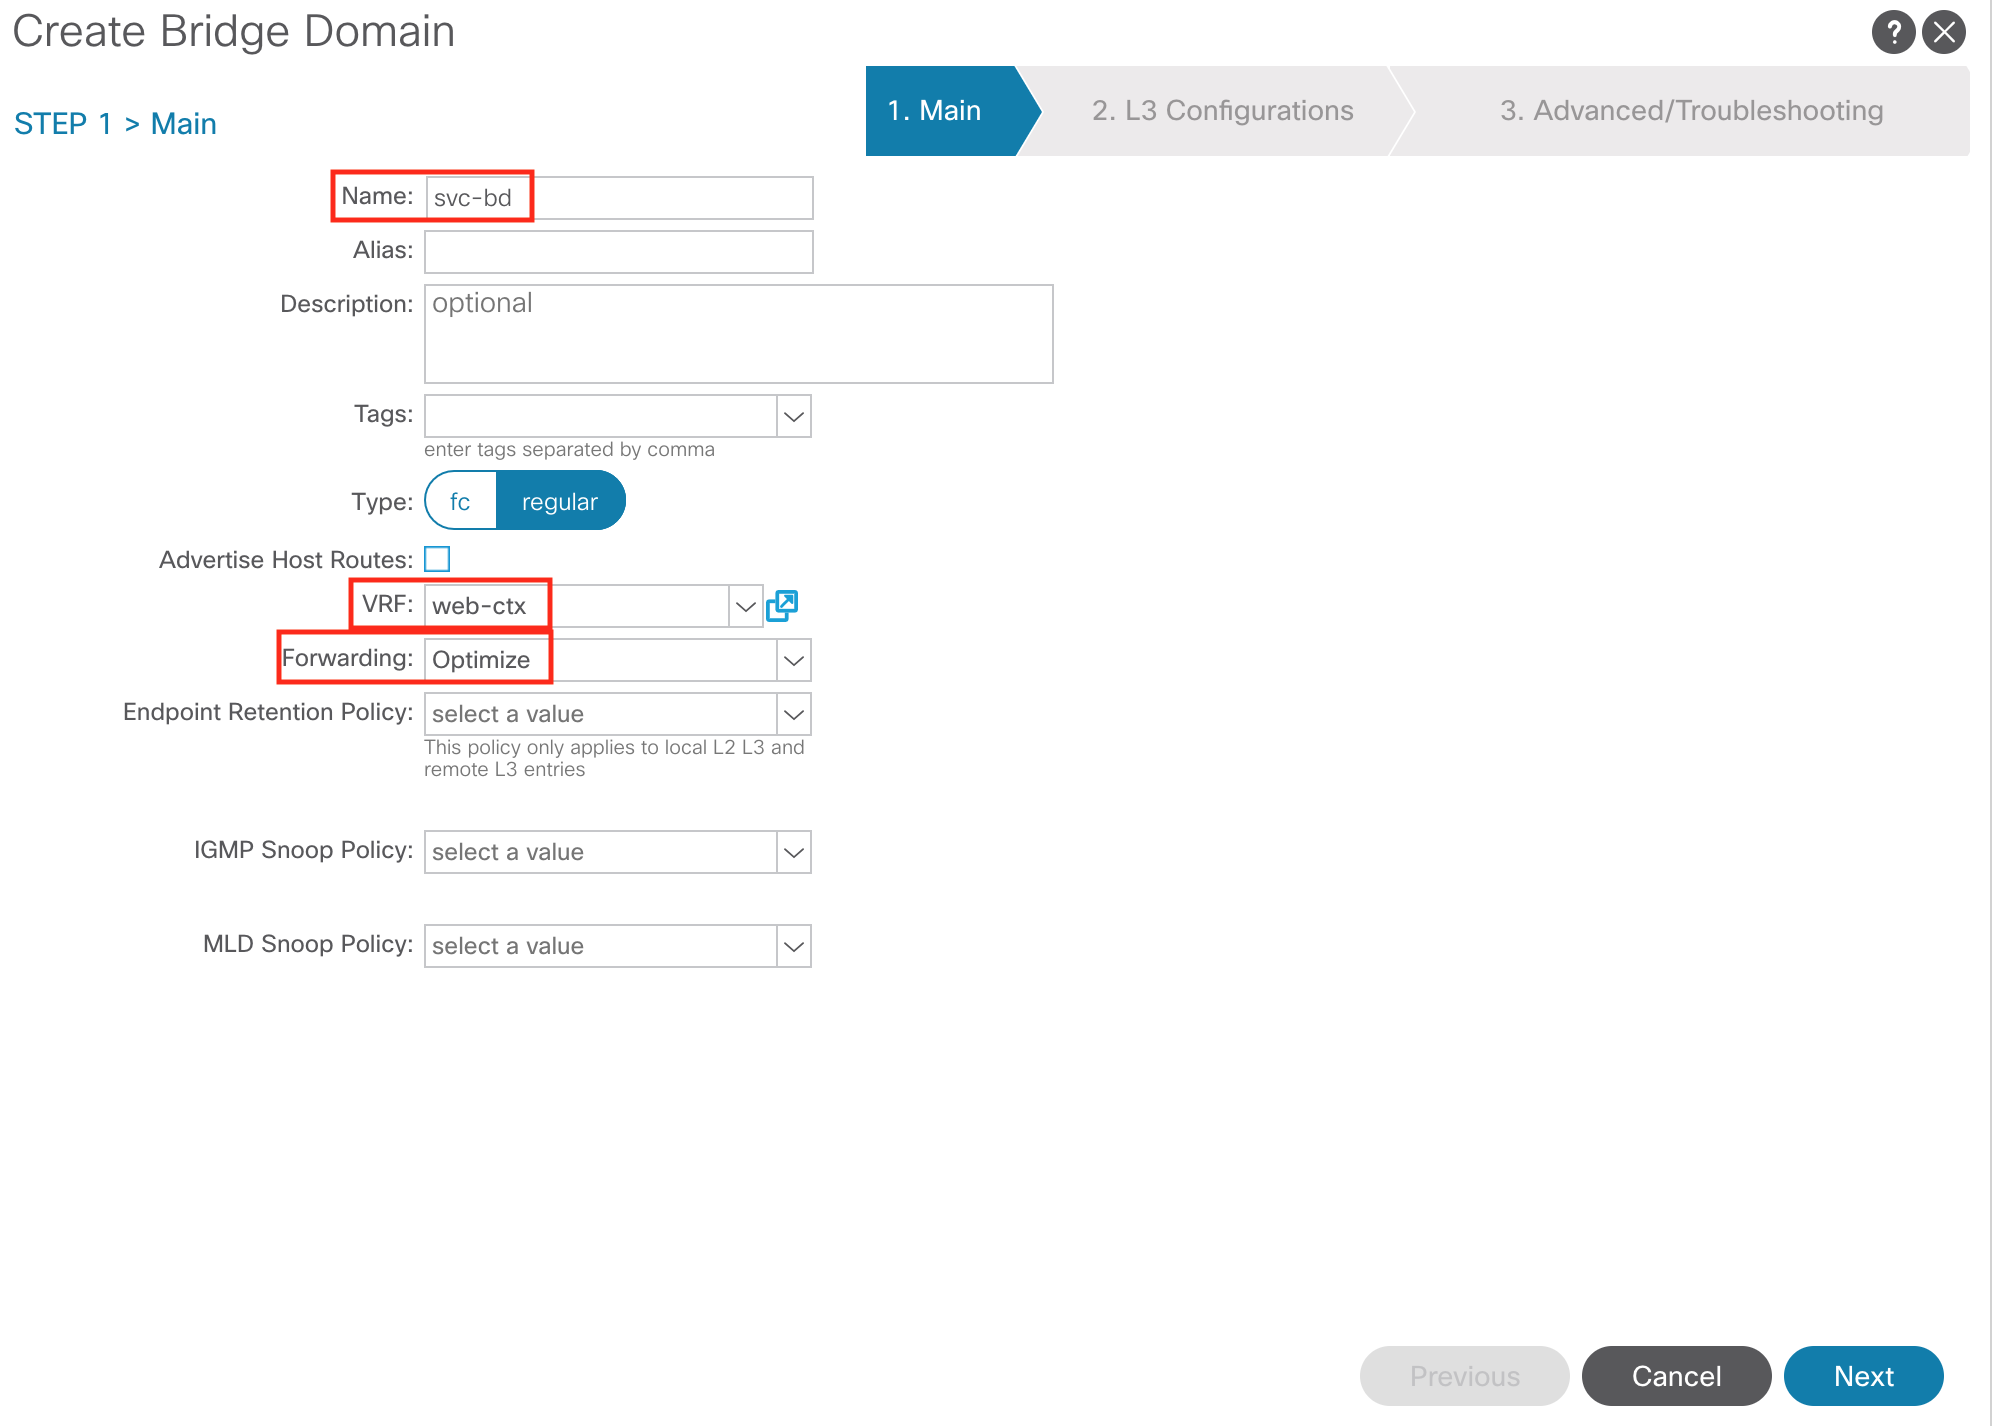 Create Bridge Domain
?
STEP 1 > Main
1. Main
2. L3 Configurations
3. Advanced/Troubleshooting
Name: svc-bd
Alias:
Description: optional
Tags:
enter tags separated by comma
Type: fc regular
Advertise Host Routes:
VRF: web-ctx
Forwarding: Optimize
Endpoint Retention Policy: select a value
This policy only applies to local L2 L3 and
remote L3 entries
IGMP Snoop Policy: select a value
MLD Snoop Policy: select a value
Previous Cancel Next